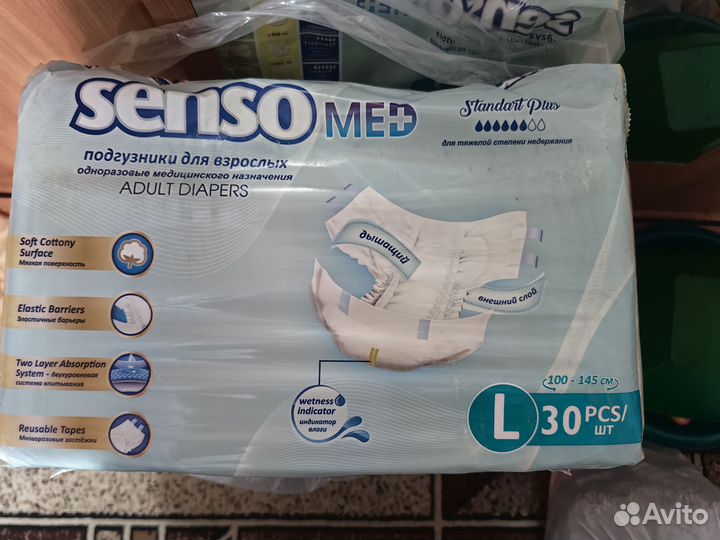 senso MED
Standart Plus
для тяжелой степени недержания
подгузники для взрослых
одноразовые медицинского назначения
ADULT DIAPERS
Soft Cottony
Surface
Мягкая поверхность
дышащий
внешний слой
Elastic Barriers
Эластичные барьеры
Two Layer Absorption
System - двухуровневая
система впитывания
Reusable Tapes
Многоразовые застёжки
wetness
indicator
индикатор
влаги
100 - 145 см
L 30 PCS/
шт
Avito